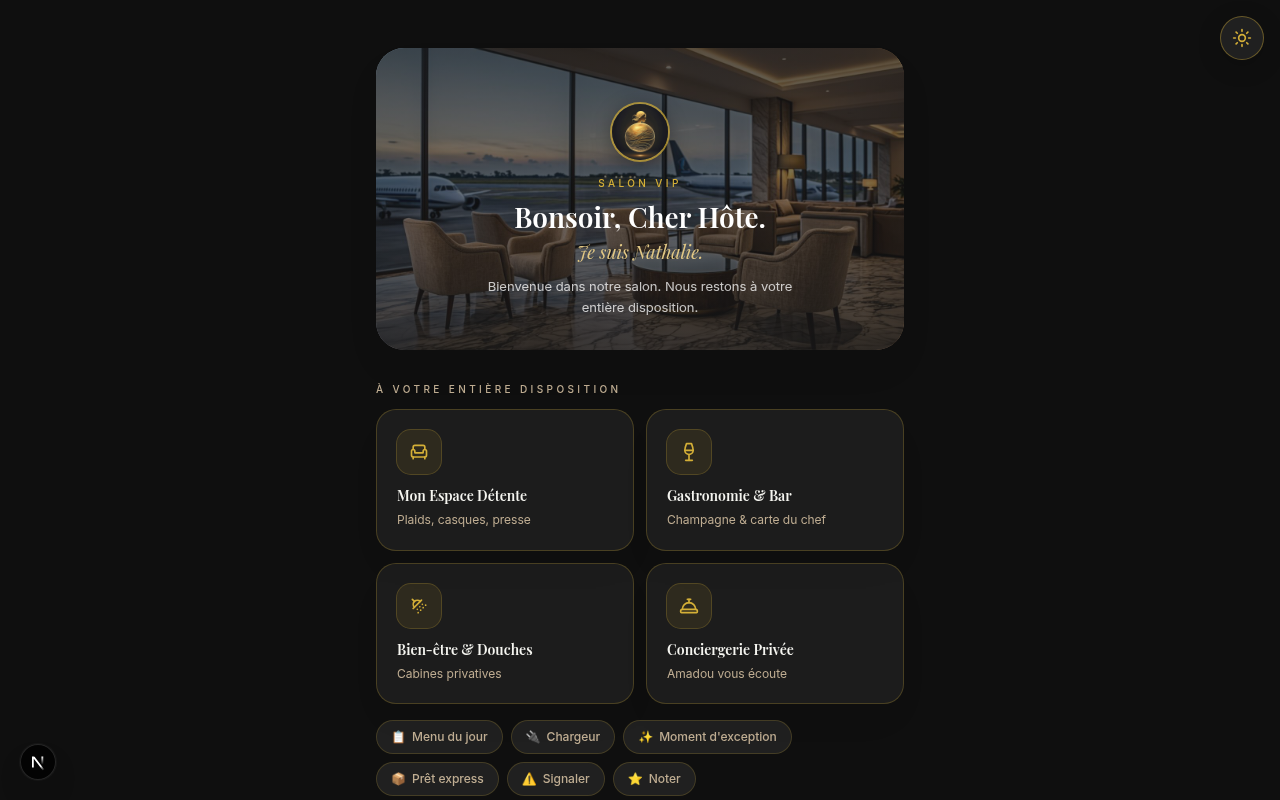 SALON VIP
Bonsoir, Cher Hôte.
Je suis Nathalie.
Bienvenue dans notre salon. Nous restons à votre
entière disposition.
À VOTRE ENTIÈRE DISPOSITION
Mon Espace Détente
Plaids, casques, presse
Gastronomie & Bar
Champagne & carte du chef
Bien-être & Douches
Cabines privatives
Conciergerie Privée
Amadou vous écoute
Menu du jour
Chargeur
Moment d'exception
Prêt express
Signaler
Noter
N